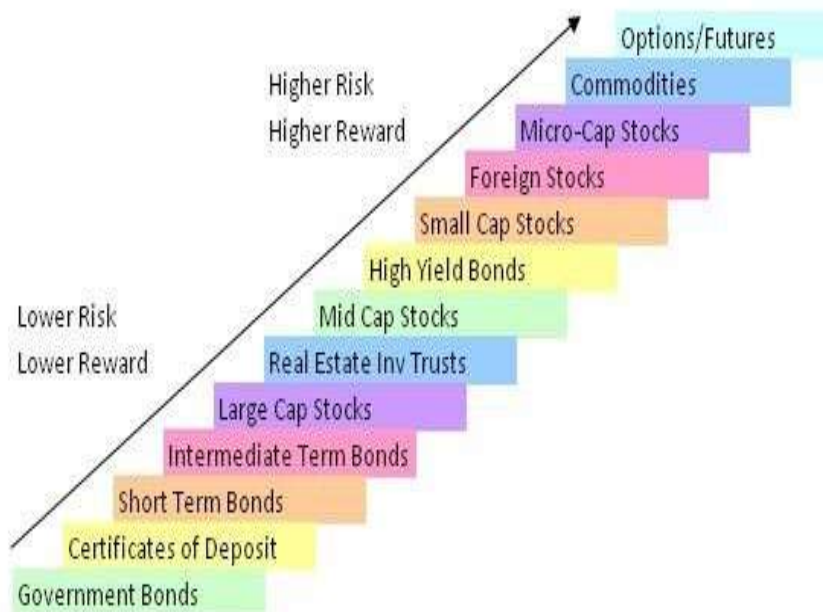 Options/Futures
Higher Risk
Commodities
Higher Reward
Micro-Cap Stocks
Foreign Stocks
Small Cap Stocks
High Yield Bonds
Lower Risk
Mid Cap Stocks
Lower Reward
Real Estate Inv Trusts
Large Cap Stocks
Intermediate Term Bonds
Short Term Bonds
Certificates of Deposit
Government Bonds